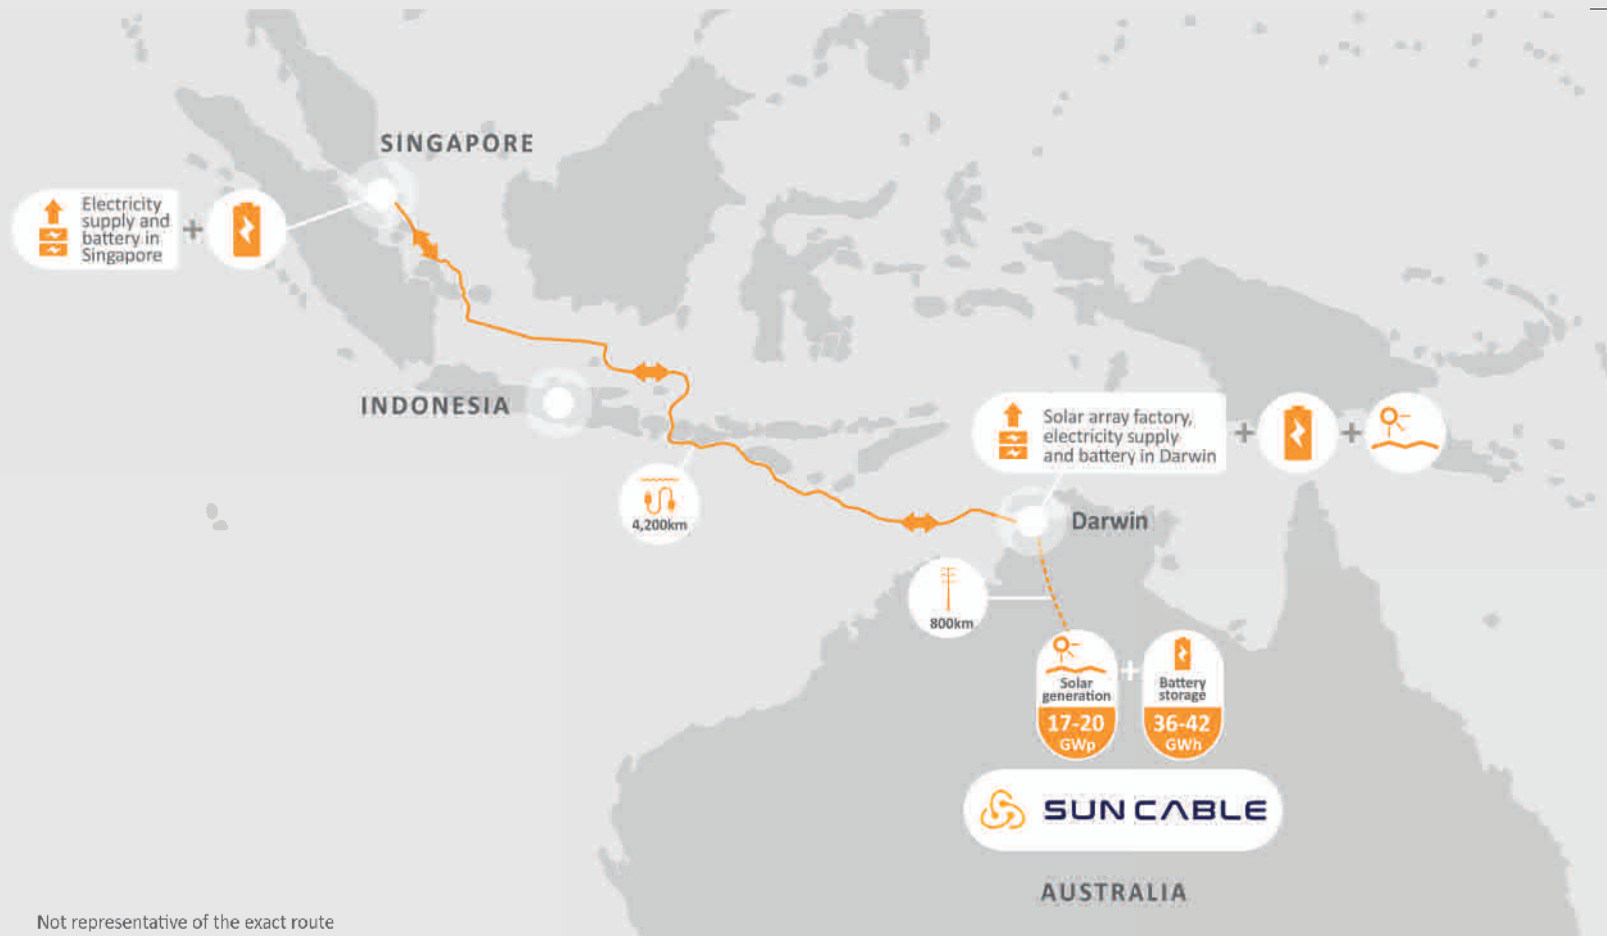 SINGAPORE
Electricity
supply and
battery in
Singapore
INDONESIA
Solar array factory,
electricity supply
and battery in Darwin
4,200km
Darwin
800km
Solar
generation
17-20
GWp
Battery
storage
36-42
GWh
SUN CABLE
AUSTRALIA
Not representative of the exact route